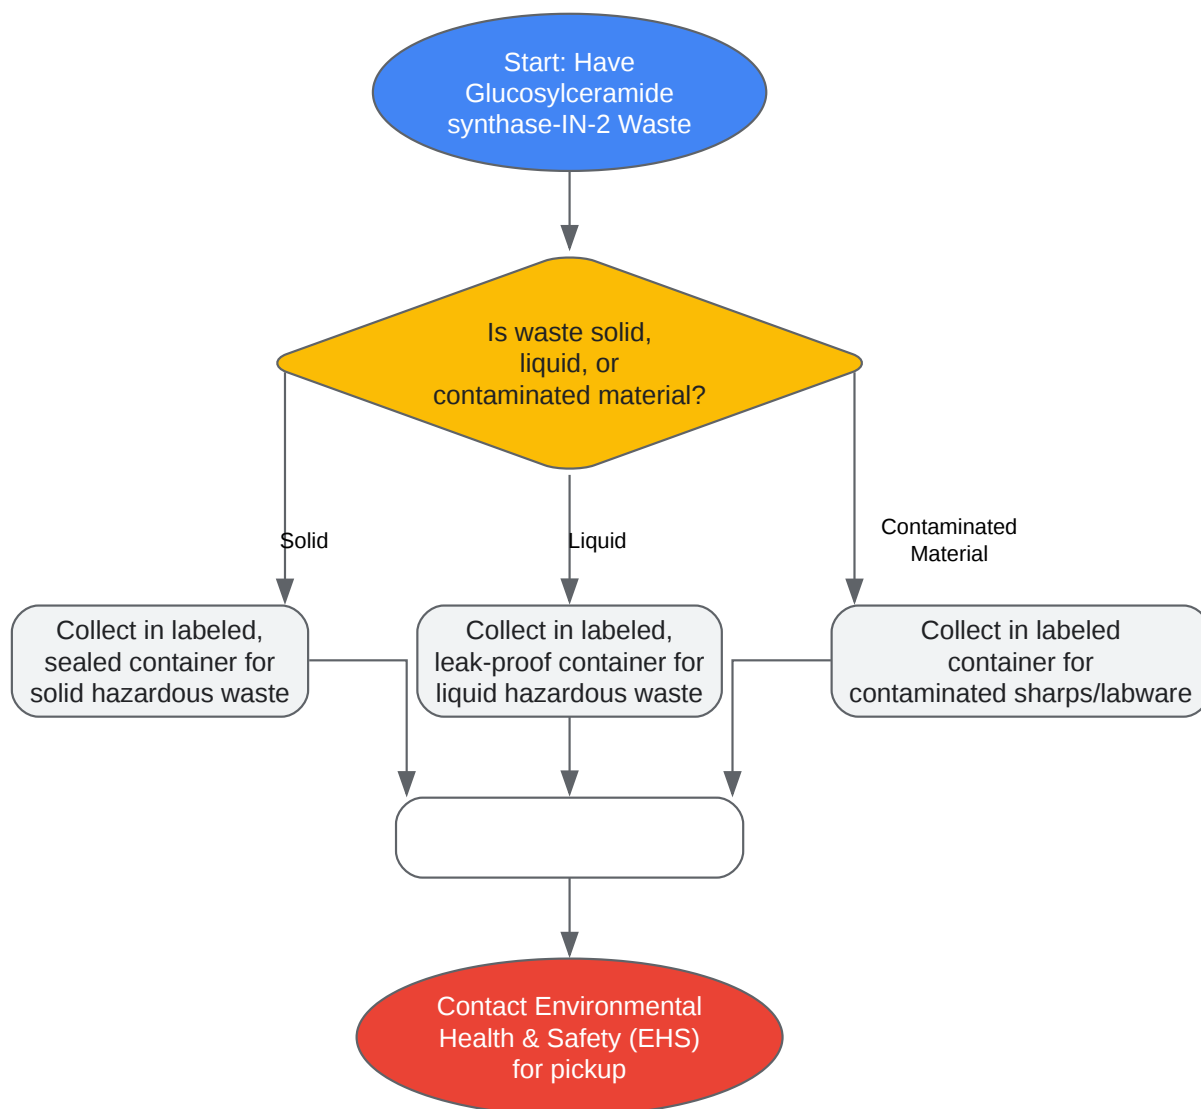 Start: Have
Glucosylceramide
synthase-IN-2 Waste
Is waste solid,
liquid, or
contaminated material?
Solid
Liquid
Contaminated
Material
Collect in labeled,
sealed container for
solid hazardous waste
Collect in labeled,
leak-proof container for
liquid hazardous waste
Collect in labeled
container for
contaminated sharps/labware
Contact Environmental
Health & Safety (EHS)
for pickup